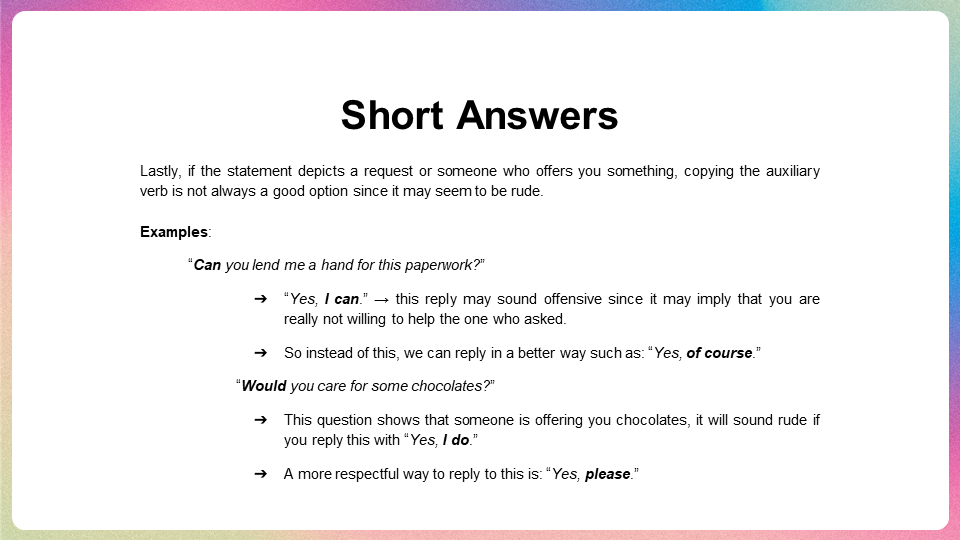 Short Answers
Lastly, if the statement depicts a request or someone who offers you something, copying the auxiliary
verb is not always a good option since it may seem to be rude.
Examples:
“Can you lend me a hand for this paperwork?”
➔ “Yes, I can.” → this reply may sound offensive since it may imply that you are
really not willing to help the one who asked.
➔ So instead of this, we can reply in a better way such as: “Yes, of course.”
“Would you care for some chocolates?”
➔ This question shows that someone is offering you chocolates, it will sound rude if
you reply this with “Yes, I do.”
➔ A more respectful way to reply to this is: “Yes, please.”